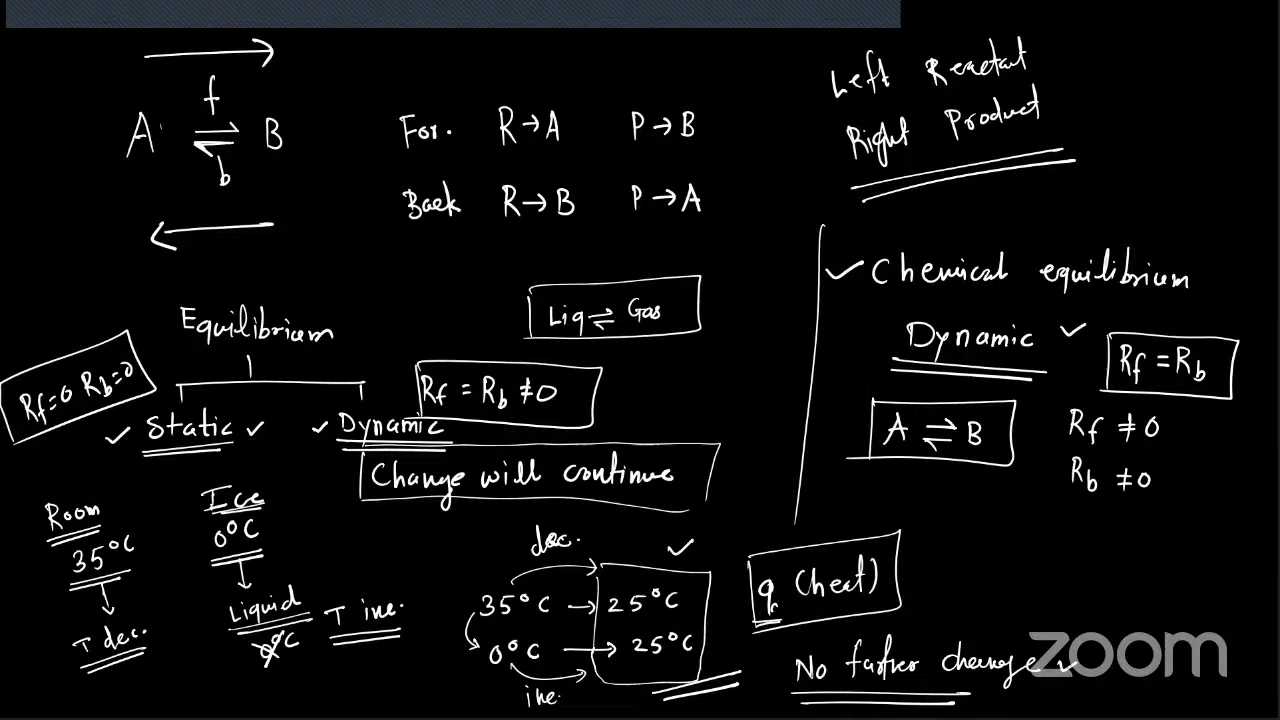 f
A ⇌ B
b
For. R → A P → B
Back R → B P → A
Left Reactant
Right Product
Equilibrium
Rf=0 Rb=0
Static
Dynamic
Liq ⇌ Gas
Rf = Rb ≠ 0
Change will continue
Room
35°C
T dec.
Ice
0°C
Liquid
T inc.
dec.
35°C → 25°C
0°C → 25°C
inc.
Chemical equilibrium
Dynamic
Rf = Rb
A ⇌ B
Rf ≠ 0
Rb ≠ 0
q (heat)
No futher change
zoom